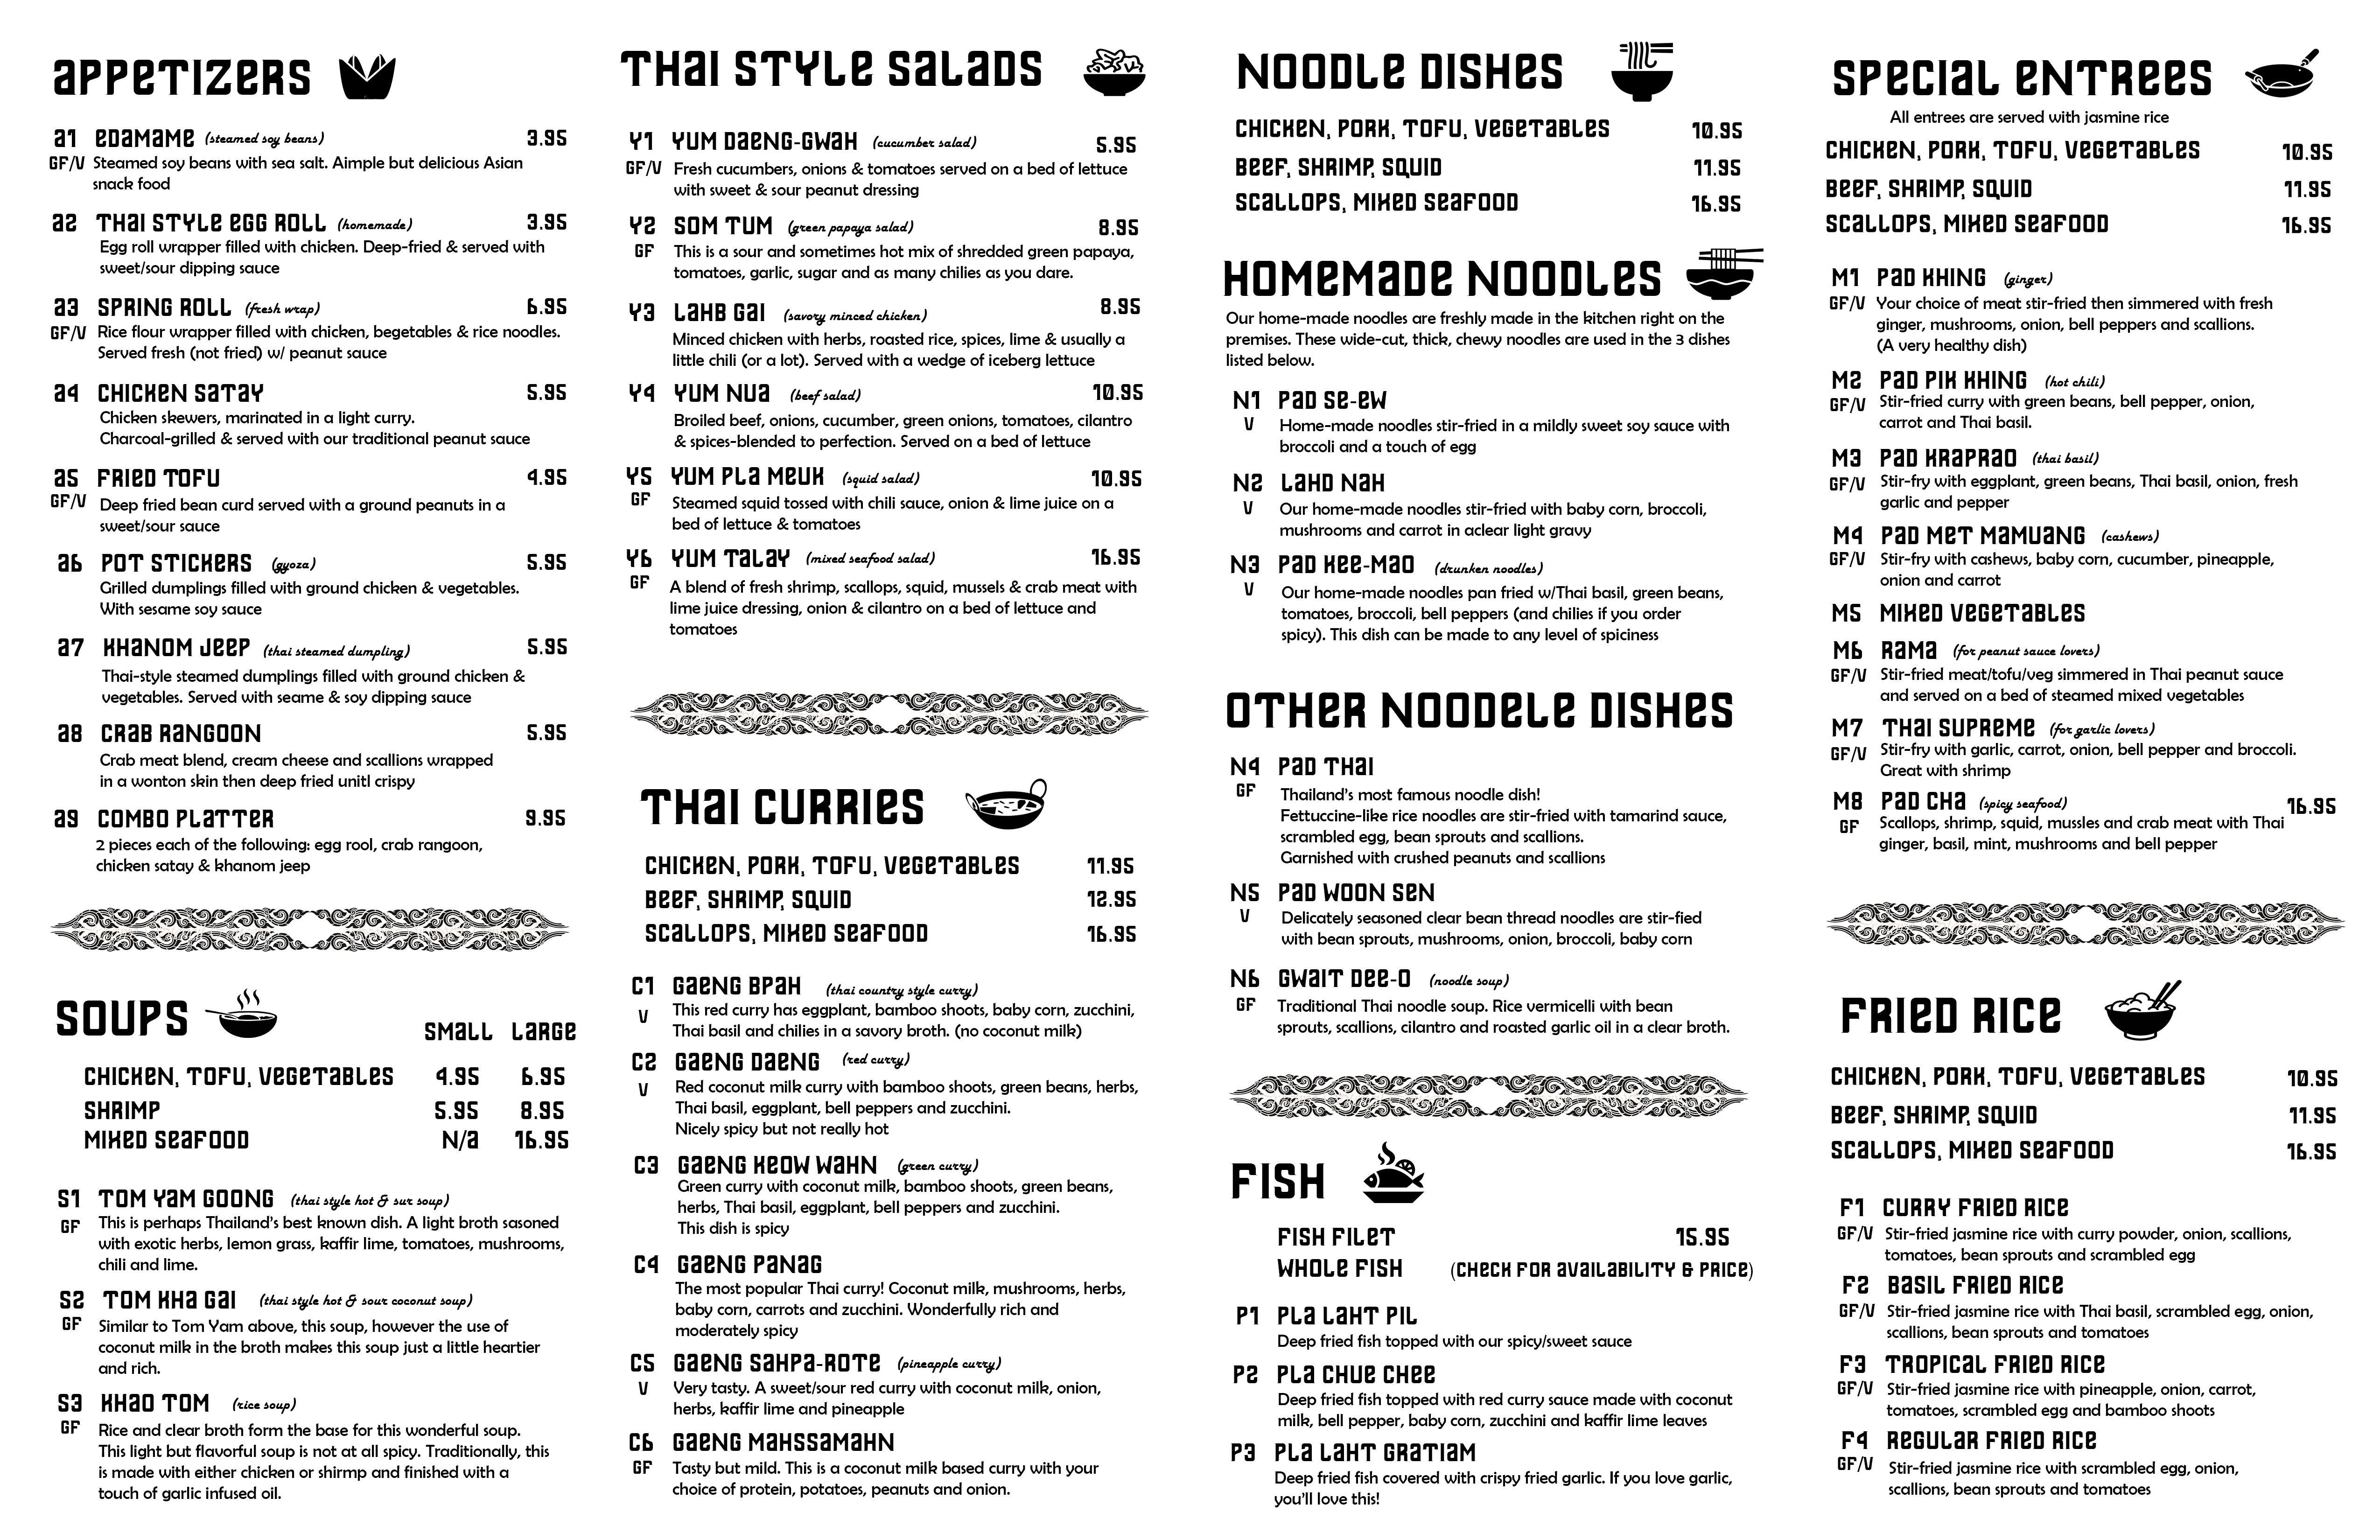 APPETIZERS
A1 EDAMAME (steamed soy beans) 3.95
GF/V Steamed soy beans with sea salt. Aimple but delicious Asian
snack food
A2 THAI STYLE EGG ROLL (homemade) 3.95
Egg roll wrapper filled with chicken. Deep-fried & served with
sweet/sour dipping sauce
A3 SPRING ROLL (fresh wrap) 6.95
GF/V Rice flour wrapper filled with chicken, begetables & rice noodles.
Served fresh (not fried) w/ peanut sauce
A4 CHICKEN SATAY 5.95
Chicken skewers, marinated in a light curry.
Charcoal-grilled & served with our traditional peanut sauce
A5 FRIED TOFU 4.95
GF/V Deep fried bean curd served with a ground peanuts in a
sweet/sour sauce
A6 POT STICKERS (gyoza) 5.95
Grilled dumplings filled with ground chicken & vegetables.
With sesame soy sauce
A7 KHANOM JEEP (thai steamed dumpling) 5.95
Thai-style steamed dumplings filled with ground chicken &
vegetables. Served with seame & soy dipping sauce
A8 CRAB RANGOON 5.95
Crab meat blend, cream cheese and scallions wrapped
in a wonton skin then deep fried unitl crispy
A9 COMBO PLATTER 9.95
2 pieces each of the following: egg rool, crab rangoon,
chicken satay & khanom jeep
SOUPS
SMALL LARGE
CHICKEN, TOFU, VEGETABLES 4.95 6.95
SHRIMP 5.95 8.95
MIXED SEAFOOD N/A 16.95
S1 TOM YAM GOONG (thai style hot & sur soup)
GF This is perhaps Thailand's best known dish. A light broth sasoned
with exotic herbs, lemon grass, kaffir lime, tomatoes, mushrooms,
chili and lime.
S2 TOM KHA GAI (thai style hot & sour coconut soup)
GF Similar to Tom Yam above, this soup, however the use of
coconut milk in the broth makes this soup just a little heartier
and rich.
S3 KHAO TOM (rice soup)
GF Rice and clear broth form the base for this wonderful soup.
This light but flavorful soup is not at all spicy. Traditionally, this
is made with either chicken or shirmp and finished with a
touch of garlic infused oil.
THAI STYLE SALADS
Y1 YUM DAENG-GWAH (cucumber salad) 5.95
GF/V Fresh cucumbers, onions & tomatoes served on a bed of lettuce
with sweet & sour peanut dressing
Y2 SOM TUM (green papaya salad) 8.95
GF This is a sour and sometimes hot mix of shredded green papaya,
tomatoes, garlic, sugar and as many chilies as you dare.
Y3 LAHB GAI (savory minced chicken) 8.95
Minced chicken with herbs, roasted rice, spices, lime & usually a
little chili (or a lot). Served with a wedge of iceberg lettuce
Y4 YUM NUA (beef salad) 10.95
Broiled beef, onions, cucumber, green onions, tomatoes, cilantro
& spices-blended to perfection. Served on a bed of lettuce
Y5 YUM PLA MEUK (squid salad) 10.95
GF Steamed squid tossed with chili sauce, onion & lime juice on a
bed of lettuce & tomatoes
Y6 YUM TALAY (mixed seafood salad) 16.95
GF A blend of fresh shrimp, scallops, squid, mussels & crab meat with
lime juice dressing, onion & cilantro on a bed of lettuce and
tomatoes
THAI CURRIES
CHICKEN, PORK, TOFU, VEGETABLES 11.95
BEEF, SHRIMP, SQUID 12.95
SCALLOPS, MIXED SEAFOOD 16.95
C1 GAENG BPAH (thai country style curry)
V This red curry has eggplant, bamboo shoots, baby corn, zucchini,
Thai basil and chilies in a savory broth. (no coconut milk)
C2 GAENG DAENG (red curry)
V Red coconut milk curry with bamboo shoots, green beans, herbs,
Thai basil, eggplant, bell peppers and zucchini.
Nicely spicy but not really hot
C3 GAENG KEOW WAHN (green curry)
Green curry with coconut milk, bamboo shoots, green beans,
herbs, Thai basil, eggplant, bell peppers and zucchini.
This dish is spicy
C4 GAENG PANAG
The most popular Thai curry! Coconut milk, mushrooms, herbs,
baby corn, carrots and zucchini. Wonderfully rich and
moderately spicy
C5 GAENG SAHPA-ROTE (pineapple curry)
V Very tasty. A sweet/sour red curry with coconut milk, onion,
herbs, kaffir lime and pineapple
C6 GAENG MAHSSAMAHN
GF Tasty but mild. This is a coconut milk based curry with your
choice of protein, potatoes, peanuts and onion.
NOODLE DISHES
CHICKEN, PORK, TOFU, VEGETABLES 10.95
BEEF, SHRIMP, SQUID 11.95
SCALLOPS, MIXED SEAFOOD 16.95
HOMEMADE NOODLES
Our home-made noodles are freshly made in the kitchen right on the
premises. These wide-cut, thick, chewy noodles are used in the 3 dishes
listed below.
N1 PAD SE-EW
V Home-made noodles stir-fried in a mildly sweet soy sauce with
broccoli and a touch of egg
N2 LAHD NAH
V Our home-made noodles stir-fried with baby corn, broccoli,
mushrooms and carrot in aclear light gravy
N3 PAD KEE-MAO (drunken noodles)
V Our home-made noodles pan fried w/Thai basil, green beans,
tomatoes, broccoli, bell peppers (and chilies if you order
spicy). This dish can be made to any level of spiciness
OTHER NOODELE DISHES
N4 PAD THAI
GF Thailand's most famous noodle dish!
Fettuccine-like rice noodles are stir-fried with tamarind sauce,
scrambled egg, bean sprouts and scallions.
Garnished with crushed peanuts and scallions
N5 PAD WOON SEN
V Delicately seasoned clear bean thread noodles are stir-fied
with bean sprouts, mushrooms, onion, broccoli, baby corn
N6 GWAIT DEE-O (noodle soup)
GF Traditional Thai noodle soup. Rice vermicelli with bean
sprouts, scallions, cilantro and roasted garlic oil in a clear broth.
FISH
FISH FILET 15.95
WHOLE FISH (CHECK FOR AVAILABILITY & PRICE)
P1 PLA LAHT PIL
Deep fried fish topped with our spicy/sweet sauce
P2 PLA CHUE CHEE
Deep fried fish topped with red curry sauce made with coconut
milk, bell pepper, baby corn, zucchini and kaffir lime leaves
P3 PLA LAHT GRATIAM
Deep fried fish covered with crispy fried garlic. If you love garlic,
you'll love this!
SPECIAL ENTREES
All entrees are served with jasmine rice
CHICKEN, PORK, TOFU, VEGETABLES 10.95
BEEF, SHRIMP, SQUID 11.95
SCALLOPS, MIXED SEAFOOD 16.95
M1 PAD KHING (ginger)
GF/V Your choice of meat stir-fried then simmered with fresh
ginger, mushrooms, onion, bell peppers and scallions.
(A very healthy dish)
M2 PAD PIK KHING (hot chili)
GF/V Stir-fried curry with green beans, bell pepper, onion,
carrot and Thai basil.
M3 PAD KRAPRAO (thai basil)
GF/V Stir-fry with eggplant, green beans, Thai basil, onion, fresh
garlic and pepper
M4 PAD MET MAMUANG (cashews)
GF/V Stir-fry with cashews, baby corn, cucumber, pineapple,
onion and carrot
M5 MIXED VEGETABLES
M6 RAMA (for peanut sauce lovers)
GF/V Stir-fried meat/tofu/veg simmered in Thai peanut sauce
and served on a bed of steamed mixed vegetables
M7 THAI SUPREME (for garlic lovers)
GF/V Stir-fry with garlic, carrot, onion, bell pepper and broccoli.
Great with shrimp
M8 PAD CHA (spicy seafood) 16.95
GF Scallops, shrimp, squid, mussles and crab meat with Thai
ginger, basil, mint, mushrooms and bell pepper
FRIED RICE
CHICKEN, PORK, TOFU, VEGETABLES 10.95
BEEF, SHRIMP, SQUID 11.95
SCALLOPS, MIXED SEAFOOD 16.95
F1 CURRY FRIED RICE
GF/V Stir-fried jasmine rice with curry powder, onion, scallions,
tomatoes, bean sprouts and scrambled egg
F2 BASIL FRIED RICE
GF/V Stir-fried jasmine rice with Thai basil, scrambled egg, onion,
scallions, bean sprouts and tomatoes
F3 TROPICAL FRIED RICE
GF/V Stir-fried jasmine rice with pineapple, onion, carrot,
tomatoes, scrambled egg and bamboo shoots
F4 REGULAR FRIED RICE
GF/V Stir-fried jasmine rice with scrambled egg, onion,
scallions, bean sprouts and tomatoes